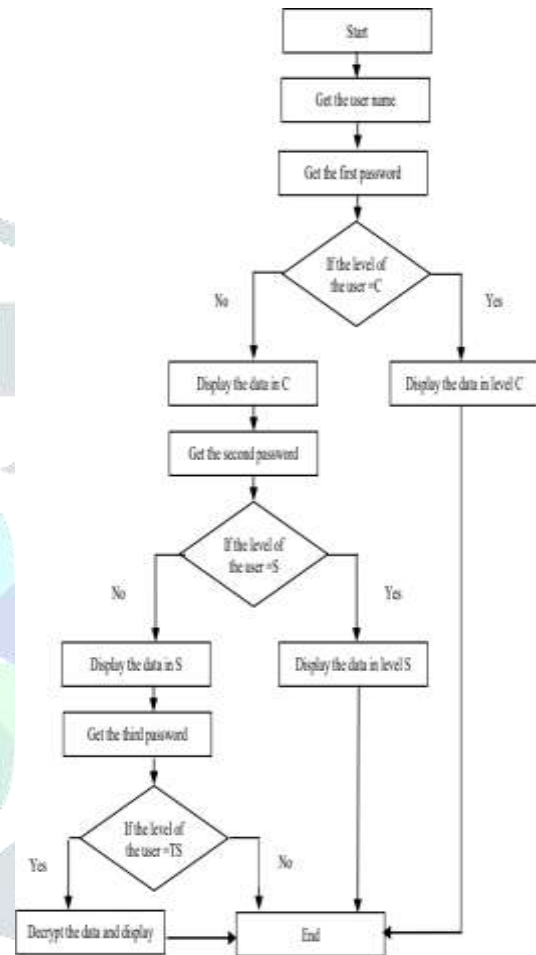 Start
Get the user name
Get the first password
If the level of
the user =C
No
Yes
Display the data in C
Display the data in level C
Get the second password
If the level of
the user =S
No
Yes
Display the data in S
Display the data in level S
Get the third password
If the level of
the user =TS
Yes
No
Decrypt the data and display
End